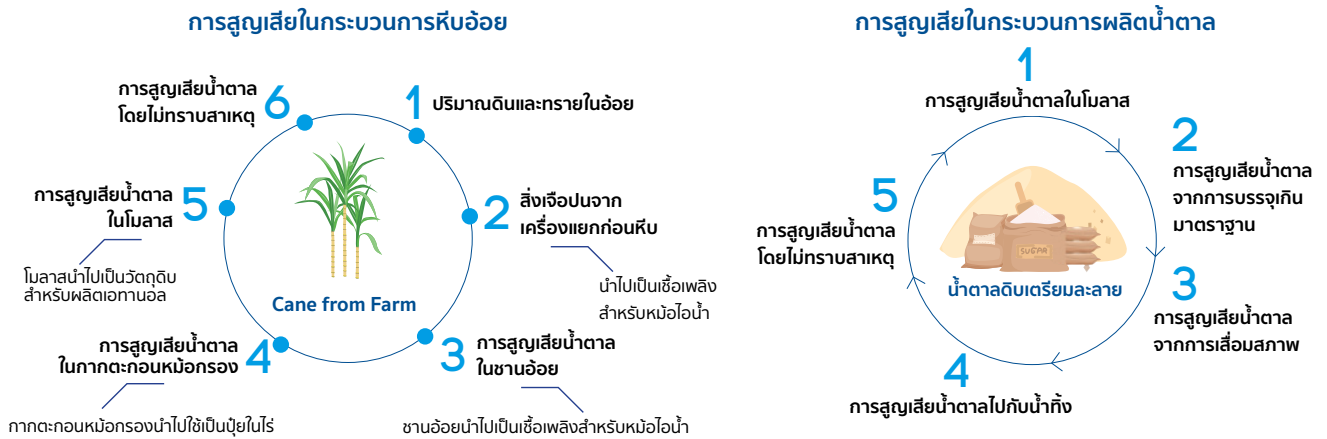 การสูญเสียในกระบวนการหีบอ้อย
1
ปริมาณดินและทรายในอ้อย
2
สิ่งเจือปนจาก
เครื่องแยกก่อนหีบ
นำไปเป็นเชื้อเพลิง
สำหรับหม้อไอน้ำ
3
การสูญเสียน้ำตาล
ในชานอ้อย
ชานอ้อยนำไปเป็นเชื้อเพลิงสำหรับหม้อไอน้ำ
4
การสูญเสียน้ำตาล
ในกากตะกอนหม้อกรอง
กากตะกอนหม้อกรองนำไปใช้เป็นปุ๋ยในไร่
5
การสูญเสียน้ำตาล
ในโมลาส
โมลาสนำไปเป็นวัตถุดิบ
สำหรับผลิตเอทานอล
6
การสูญเสียน้ำตาล
โดยไม่ทราบสาเหตุ
Cane from Farm
การสูญเสียในกระบวนการผลิตน้ำตาล
1
การสูญเสียน้ำตาลในโมลาส
2
การสูญเสียน้ำตาล
จากการบรรจุเกิน
มาตราฐาน
3
การสูญเสียน้ำตาล
จากการเสื่อมสภาพ
4
การสูญเสียน้ำตาลไปกับน้ำทิ้ง
5
การสูญเสียน้ำตาล
โดยไม่ทราบสาเหตุ
SUGAR
น้ำตาลดิบเตรียมละลาย